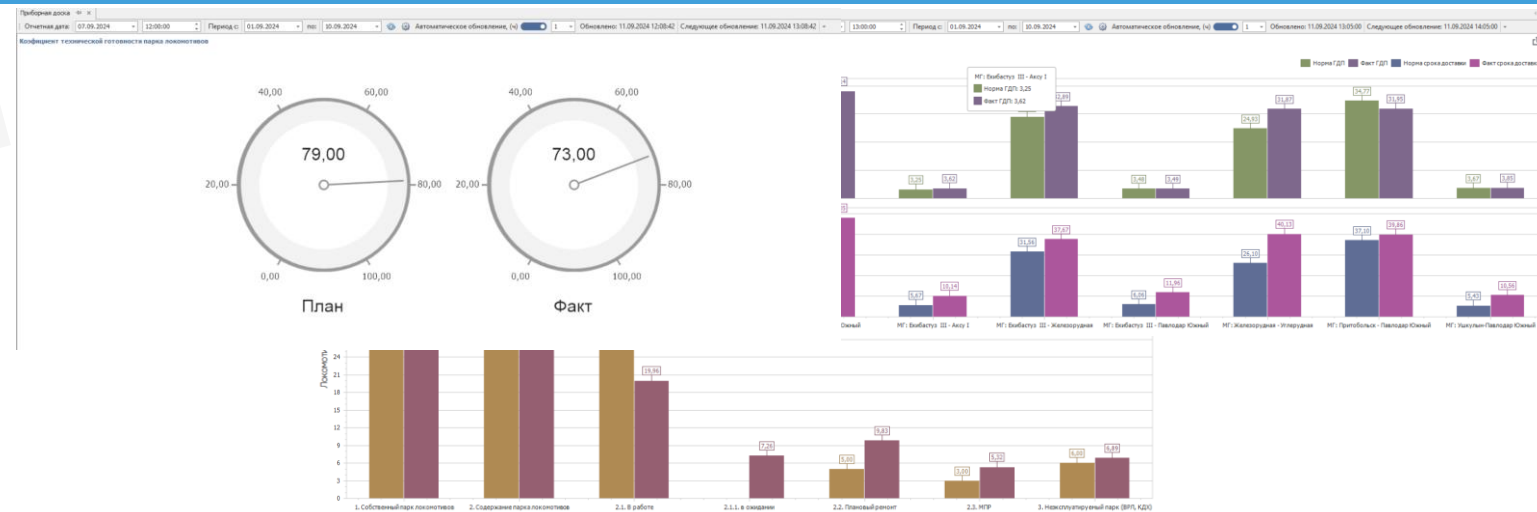 Приборная доска
Отчетная дата: 07.09.2024 12:00:00 Период с: 01.09.2024 по: 10.09.2024 Автоматическое обновление, (ч) 1 Обновлено: 11.09.2024 12:08:42 Следующее обновление: 11.09.2024 13:08:42
13:00:00 Период с: 01.09.2024 по: 10.09.2024 Автоматическое обновление, (ч) 1 Обновлено: 11.09.2024 13:05:00 Следующее обновление: 11.09.2024 14:05:00
Коэфициент технической готовности парка локомотивов
40,00 60,00
79,00
20,00 80,00
0,00 100,00
План
40,00 60,00
73,00
20,00 80,00
0,00 100,00
Факт
Норма ГДП Факт ГДП Норма срока доставки Факт срока доставки
МГ: Екибастуз III - Аксу I
Норма ГДП: 3,25
Факт ГДП: 3,62
3,25 3,62 3,48 3,49 24,93 31,87 34,77 31,95 3,67 3,85
5,67 10,14 31,56 37,67 11,96 26,10 40,13 37,10 39,86 5,43 10,56
МГ: Екибастуз III - Аксу I МГ: Екибастуз III - Железорудная МГ: Екибастуз III - Павлодар Южный МГ: Железорудная - Углерудная МГ: Притобольск - Павлодар Южный МГ: Ушкулын-Павлодар Южный
24
21
18
15
12
9
6
3
0
19,96 7,26 5,00 9,83 3,00 5,32 6,00 6,89
1. Собственный парк локомотивов 2. Содержание парка локомотивов 2.1. В работе 2.1.1. в ожидание 2.2. Плановый ремонт 2.3. МПР 3. Неэксплуатируемый парк (ВРЛ, КДХ)